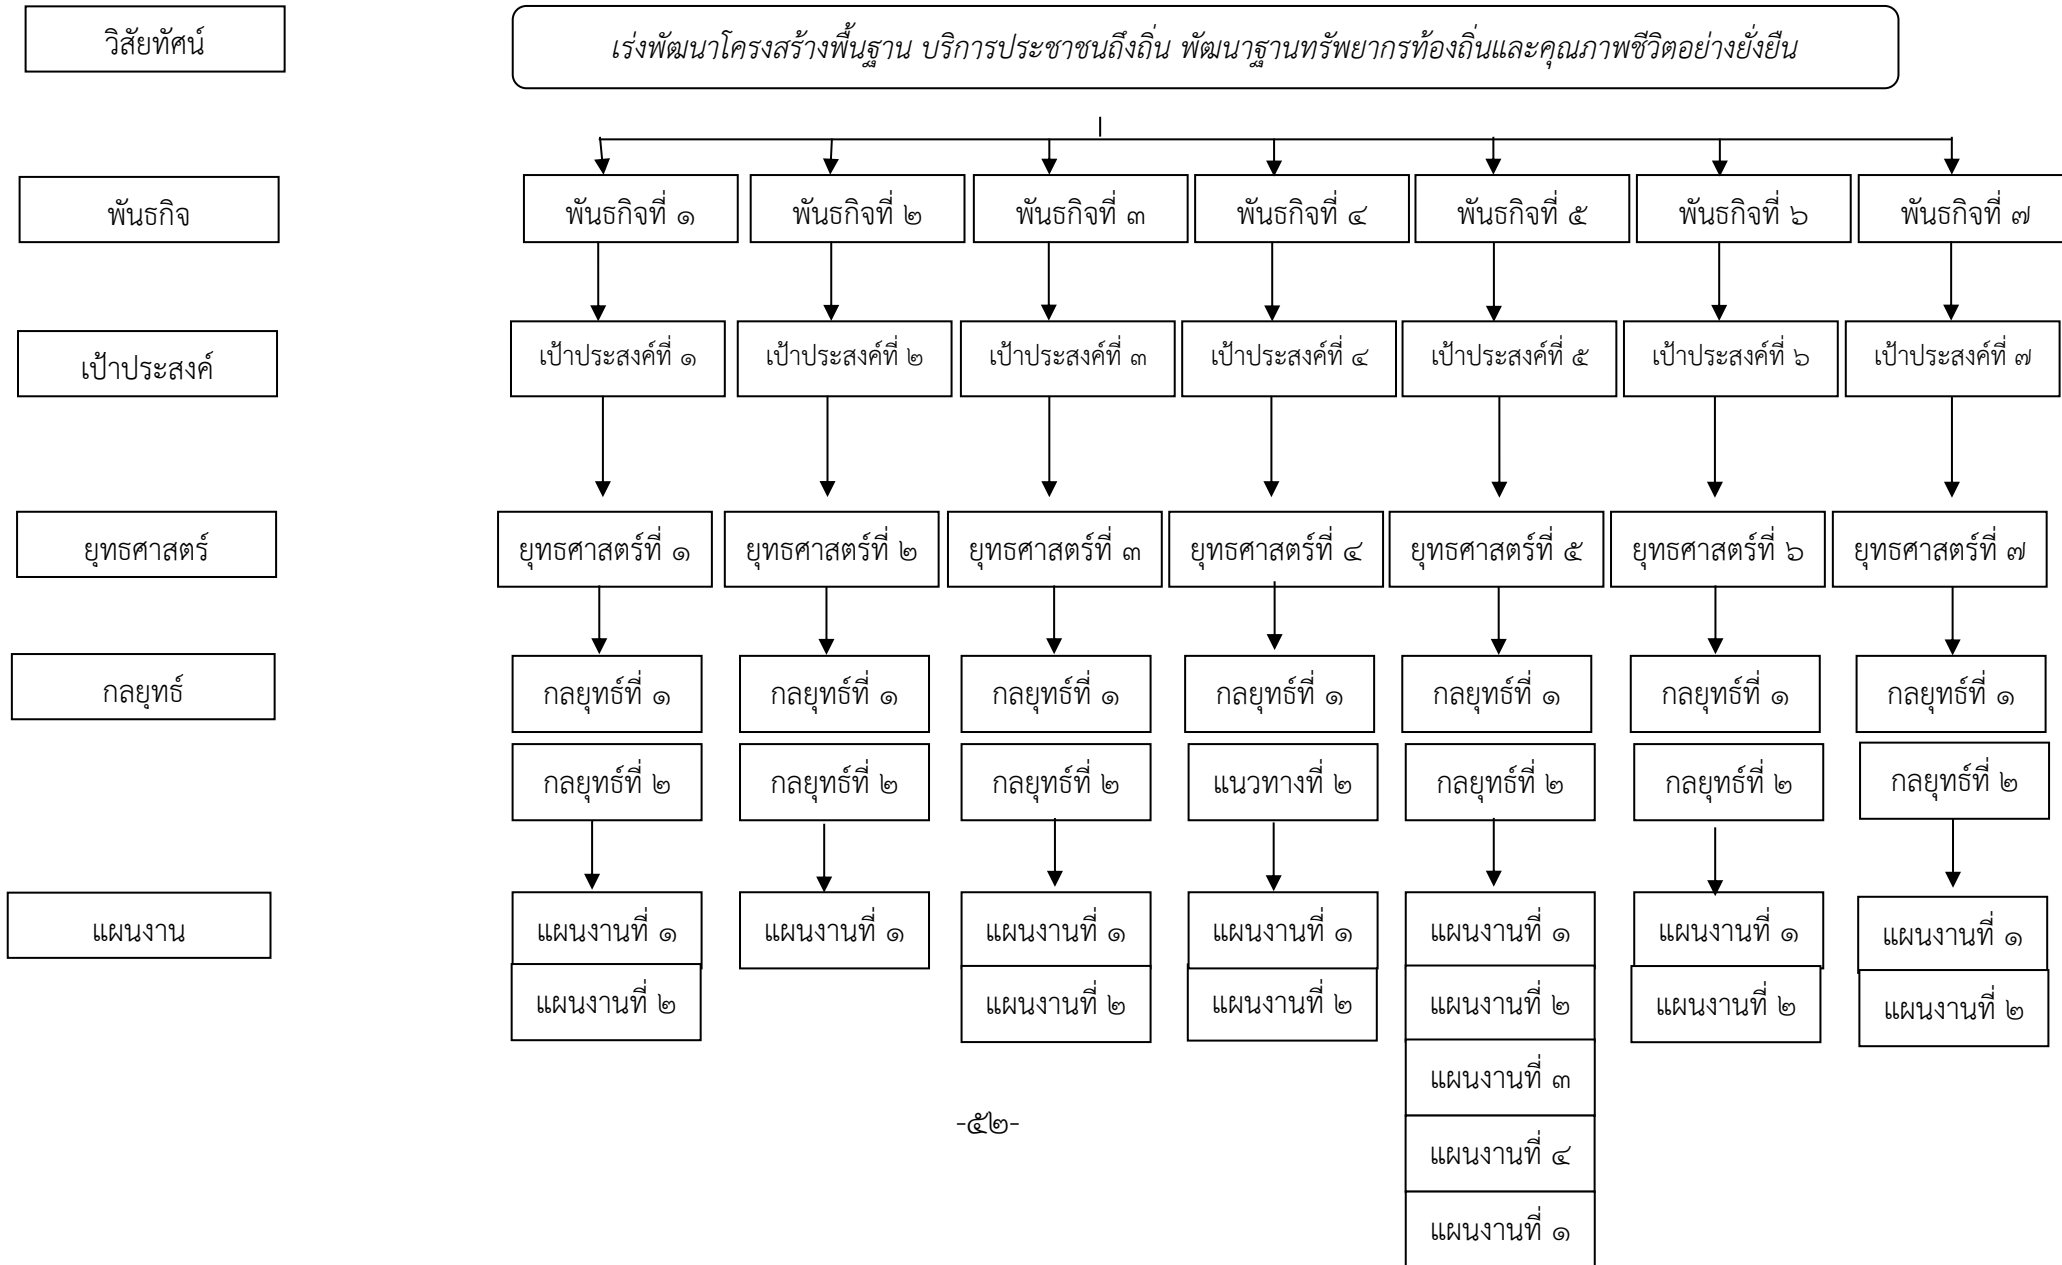 วิสัยทัศน์
เร่งพัฒนาโครงสร้างพื้นฐาน บริการประชาชนถึงถิ่น พัฒนาฐานทรัพยากรท้องถิ่นและคุณภาพชีวิตอย่างยั่งยืน
พันธกิจ
พันธกิจที่ ๑ พันธกิจที่ ๒ พันธกิจที่ ๓ พันธกิจที่ ๔ พันธกิจที่ ๕ พันธกิจที่ ๖ พันธกิจที่ ๗
เป้าประสงค์
เป้าประสงค์ที่ ๑ เป้าประสงค์ที่ ๒ เป้าประสงค์ที่ ๓ เป้าประสงค์ที่ ๔ เป้าประสงค์ที่ ๕ เป้าประสงค์ที่ ๖ เป้าประสงค์ที่ ๗
ยุทธศาสตร์
ยุทธศาสตร์ที่ ๑ ยุทธศาสตร์ที่ ๒ ยุทธศาสตร์ที่ ๓ ยุทธศาสตร์ที่ ๔ ยุทธศาสตร์ที่ ๕ ยุทธศาสตร์ที่ ๖ ยุทธศาสตร์ที่ ๗
กลยุทธ์
กลยุทธ์ที่ ๑ กลยุทธ์ที่ ๑ กลยุทธ์ที่ ๑ กลยุทธ์ที่ ๑ กลยุทธ์ที่ ๑ กลยุทธ์ที่ ๑ กลยุทธ์ที่ ๑
กลยุทธ์ที่ ๒ กลยุทธ์ที่ ๒ กลยุทธ์ที่ ๒ แนวทางที่ ๒ กลยุทธ์ที่ ๒ กลยุทธ์ที่ ๒ กลยุทธ์ที่ ๒
แผนงาน
แผนงานที่ ๑ แผนงานที่ ๑ แผนงานที่ ๑ แผนงานที่ ๑ แผนงานที่ ๑ แผนงานที่ ๑ แผนงานที่ ๑
แผนงานที่ ๒ แผนงานที่ ๒ แผนงานที่ ๒ แผนงานที่ ๒ แผนงานที่ ๒ แผนงานที่ ๒
แผนงานที่ ๓
-๕๒-
แผนงานที่ ๔
แผนงานที่ ๑